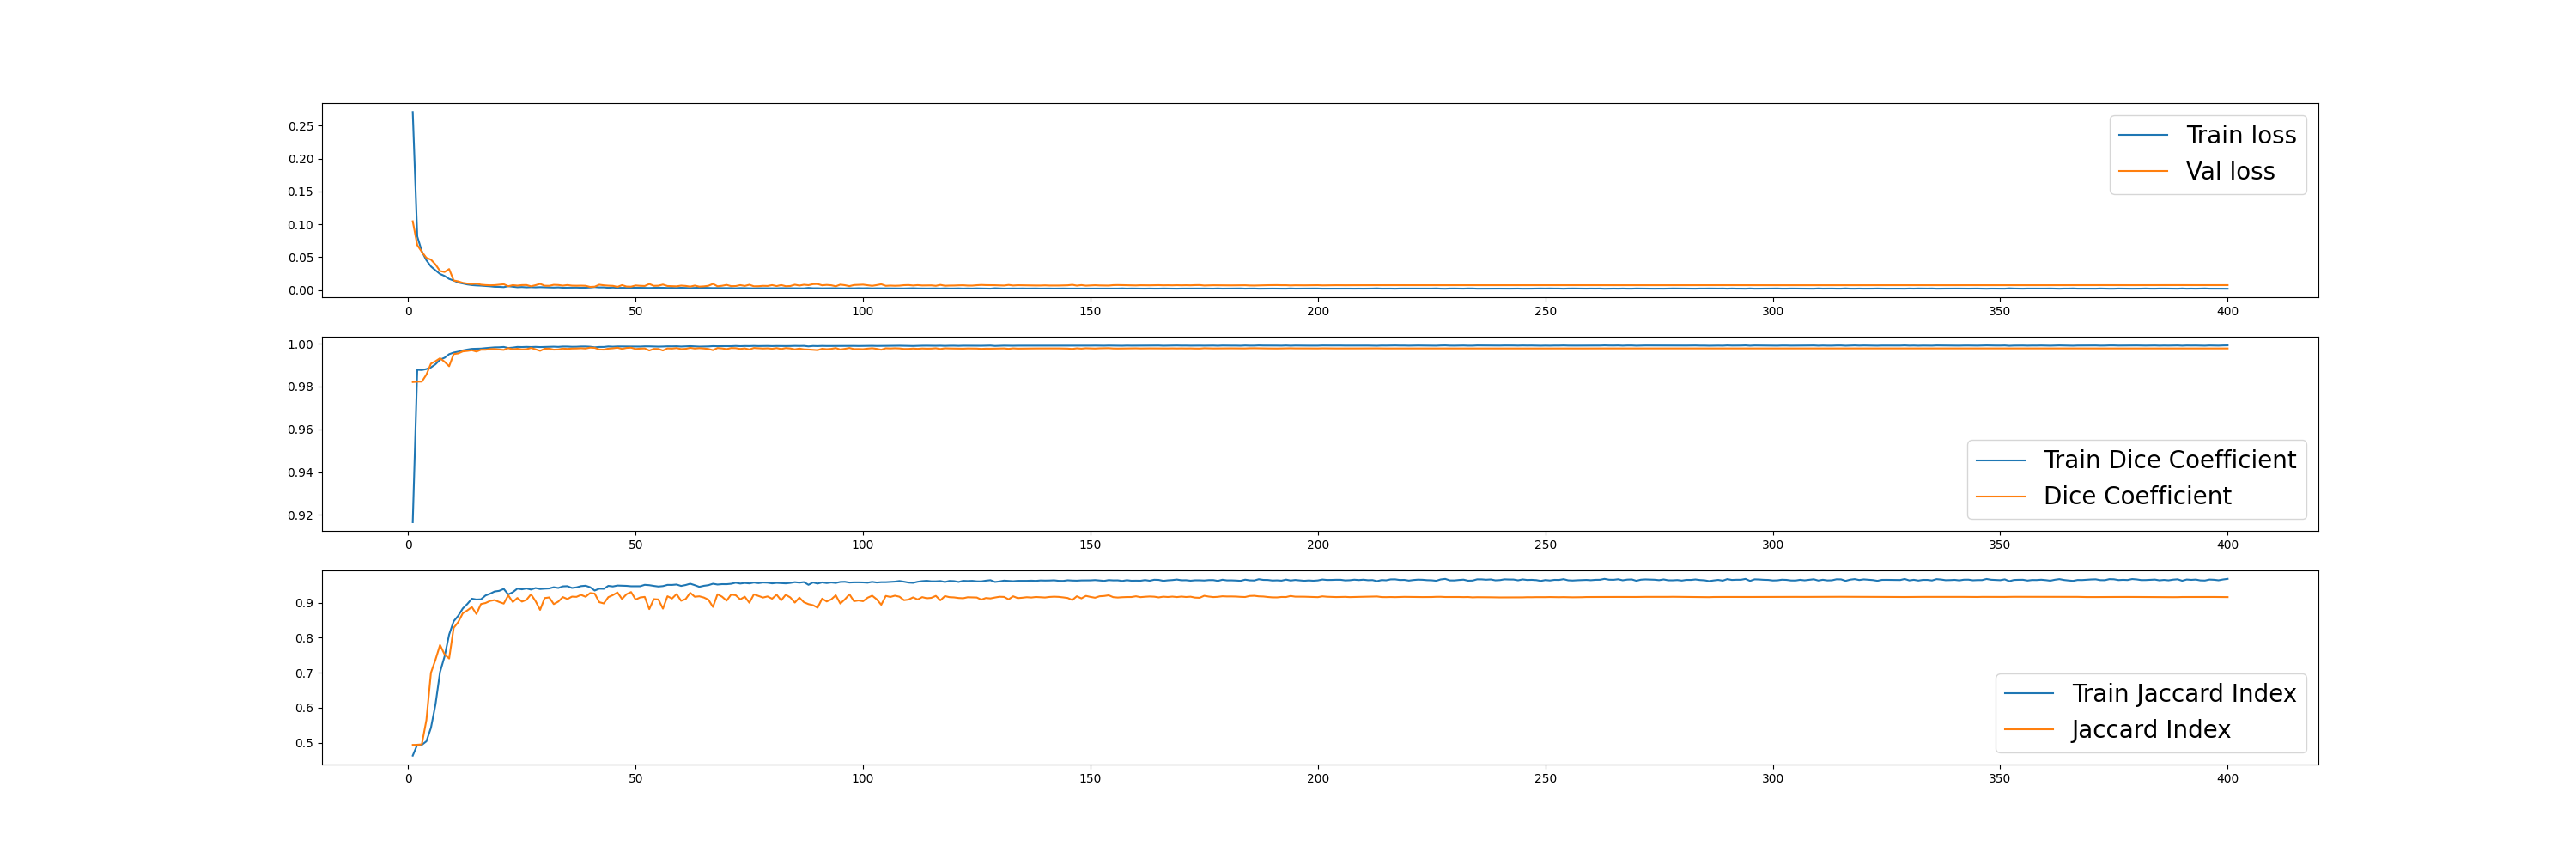 0.25
0.20
0.15
0.10
0.05
0.00
Train loss
Val loss
0 50 100 150 200 250 300 350 400
1.00
0.98
0.96
0.94
0.92
Train Dice Coefficient
Dice Coefficient
0 50 100 150 200 250 300 350 400
0.9
0.8
0.7
0.6
0.5
Train Jaccard Index
Jaccard Index
0 50 100 150 200 250 300 350 400